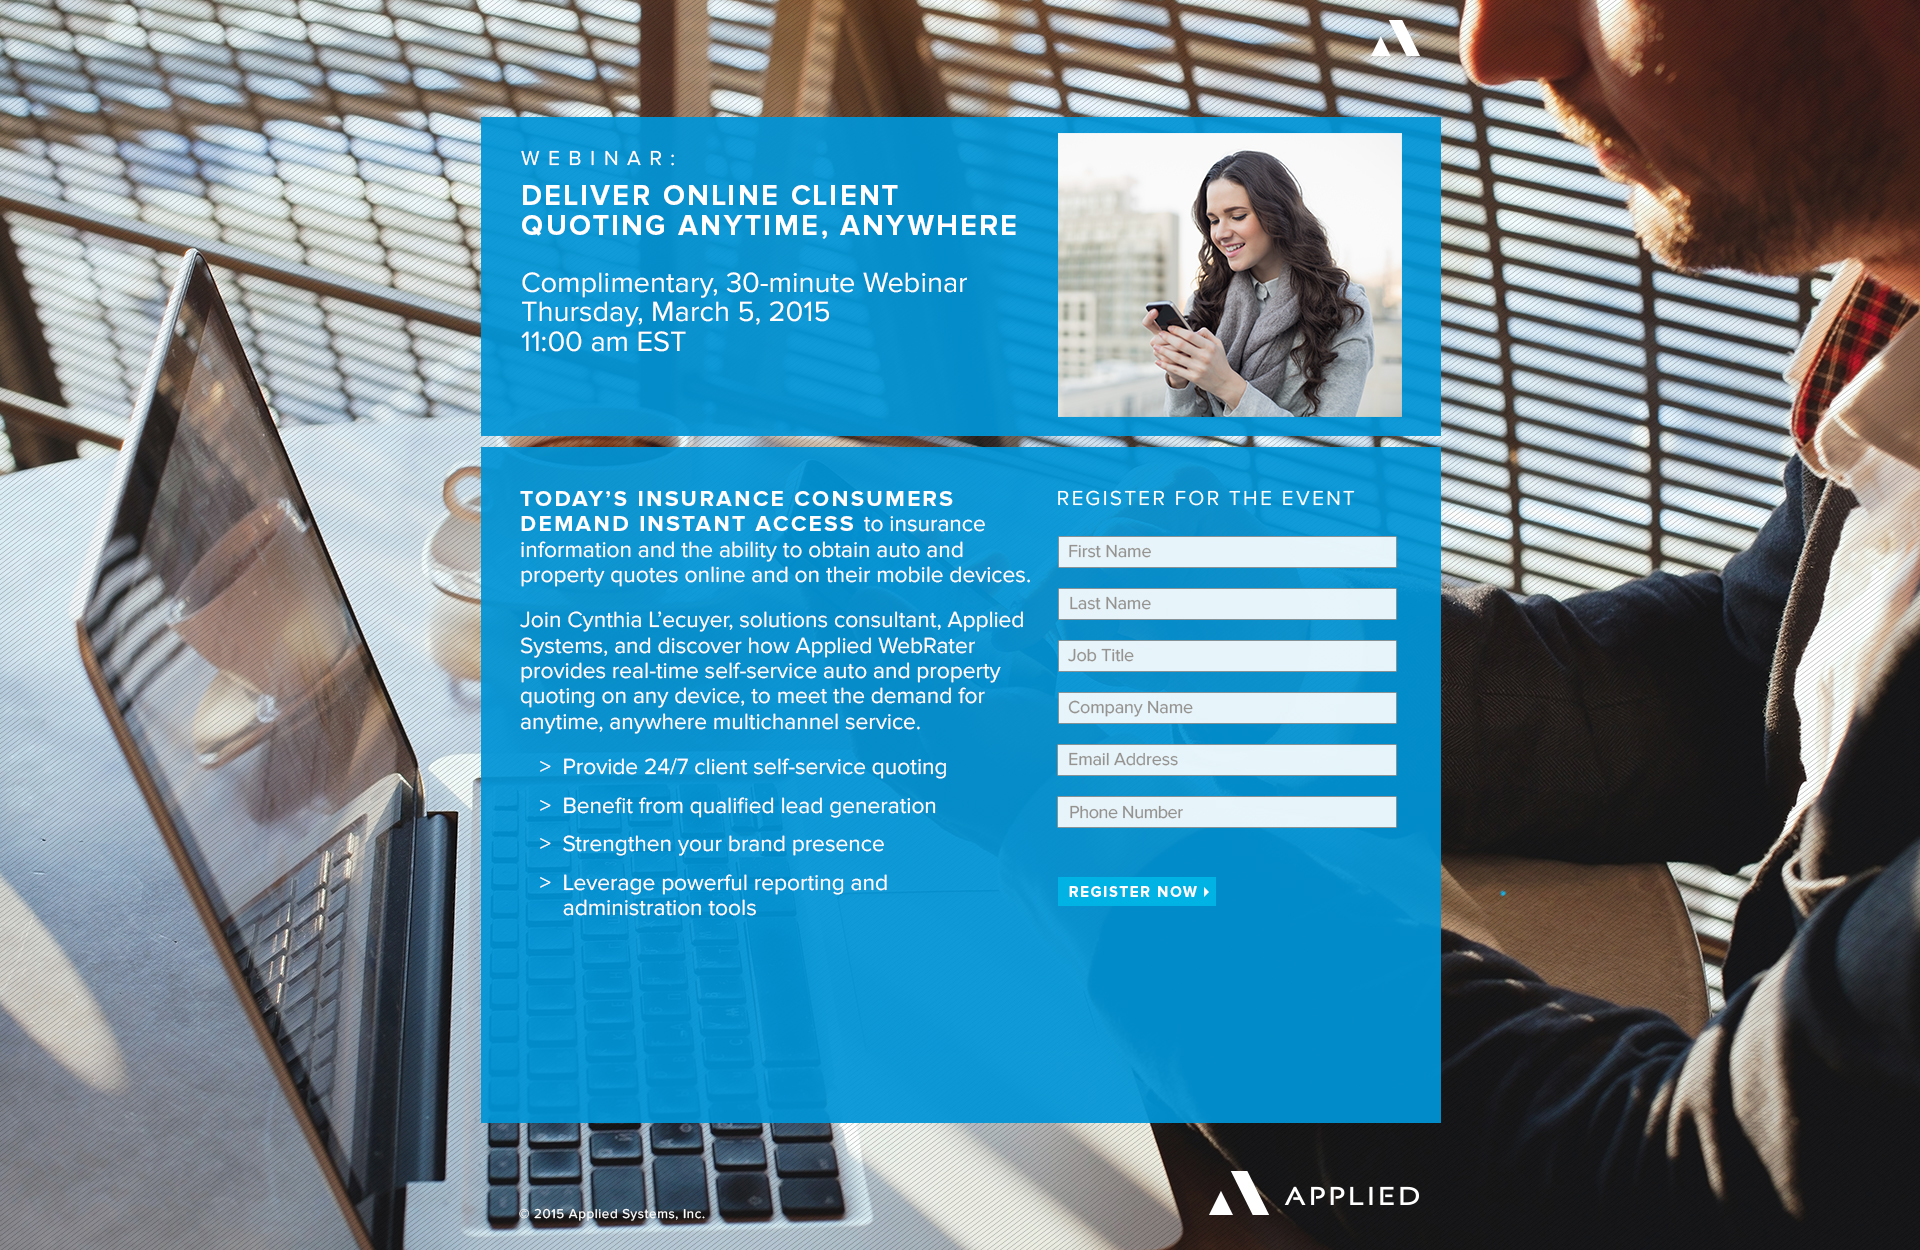 WEBINAR:
DELIVER ONLINE CLIENT
QUOTING ANYTIME, ANYWHERE
Complimentary, 30-minute Webinar
Thursday, March 5, 2015
11:00 am EST
TODAY’S INSURANCE CONSUMERS
DEMAND INSTANT ACCESS to insurance
information and the ability to obtain auto and
property quotes online and on their mobile devices.
Join Cynthia L’ecuyer, solutions consultant, Applied
Systems, and discover how Applied WebRater
provides real-time self-service auto and property
quoting on any device, to meet the demand for
anytime, anywhere multichannel service.
> Provide 24/7 client self-service quoting
> Benefit from qualified lead generation
> Strengthen your brand presence
> Leverage powerful reporting and
administration tools
REGISTER FOR THE EVENT
First Name
Last Name
Job Title
Company Name
Email Address
Phone Number
REGISTER NOW
© 2015 Applied Systems, Inc.
APPLIED